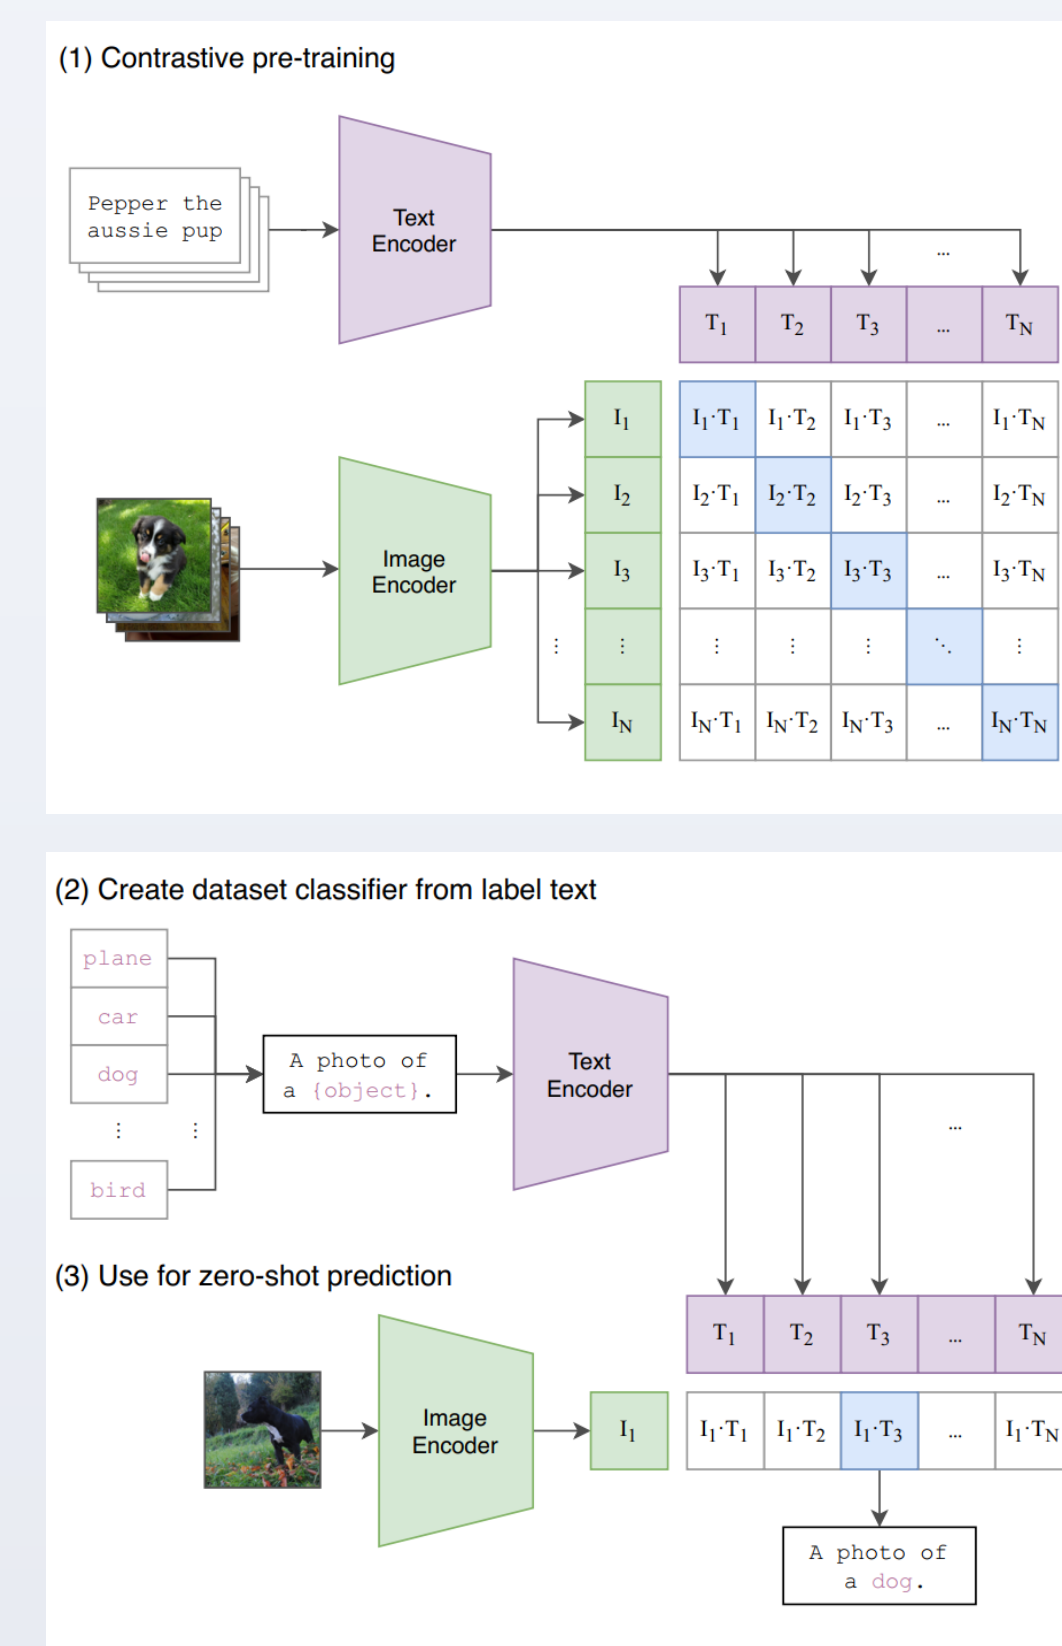 (1) Contrastive pre-training
Pepper the
aussie pup
Text
Encoder
...
T1 T2 T3 ... TN
I1 I1·T1 I1·T2 I1·T3 ... I1·TN
I2 I2·T1 I2·T2 I2·T3 ... I2·TN
Image
Encoder
I3 I3·T1 I3·T2 I3·T3 ... I3·TN
⋮ ⋮ ⋮ ⋮ ⋮ ⋱ ⋮
IN IN·T1 IN·T2 IN·T3 ... IN·TN
(2) Create dataset classifier from label text
plane
car
dog
⋮ ⋮
bird
A photo of
a {object}.
Text
Encoder
...
(3) Use for zero-shot prediction
T1 T2 T3 ... TN
Image
Encoder
I1 I1·T1 I1·T2 I1·T3 ... I1·TN
A photo of
a dog.